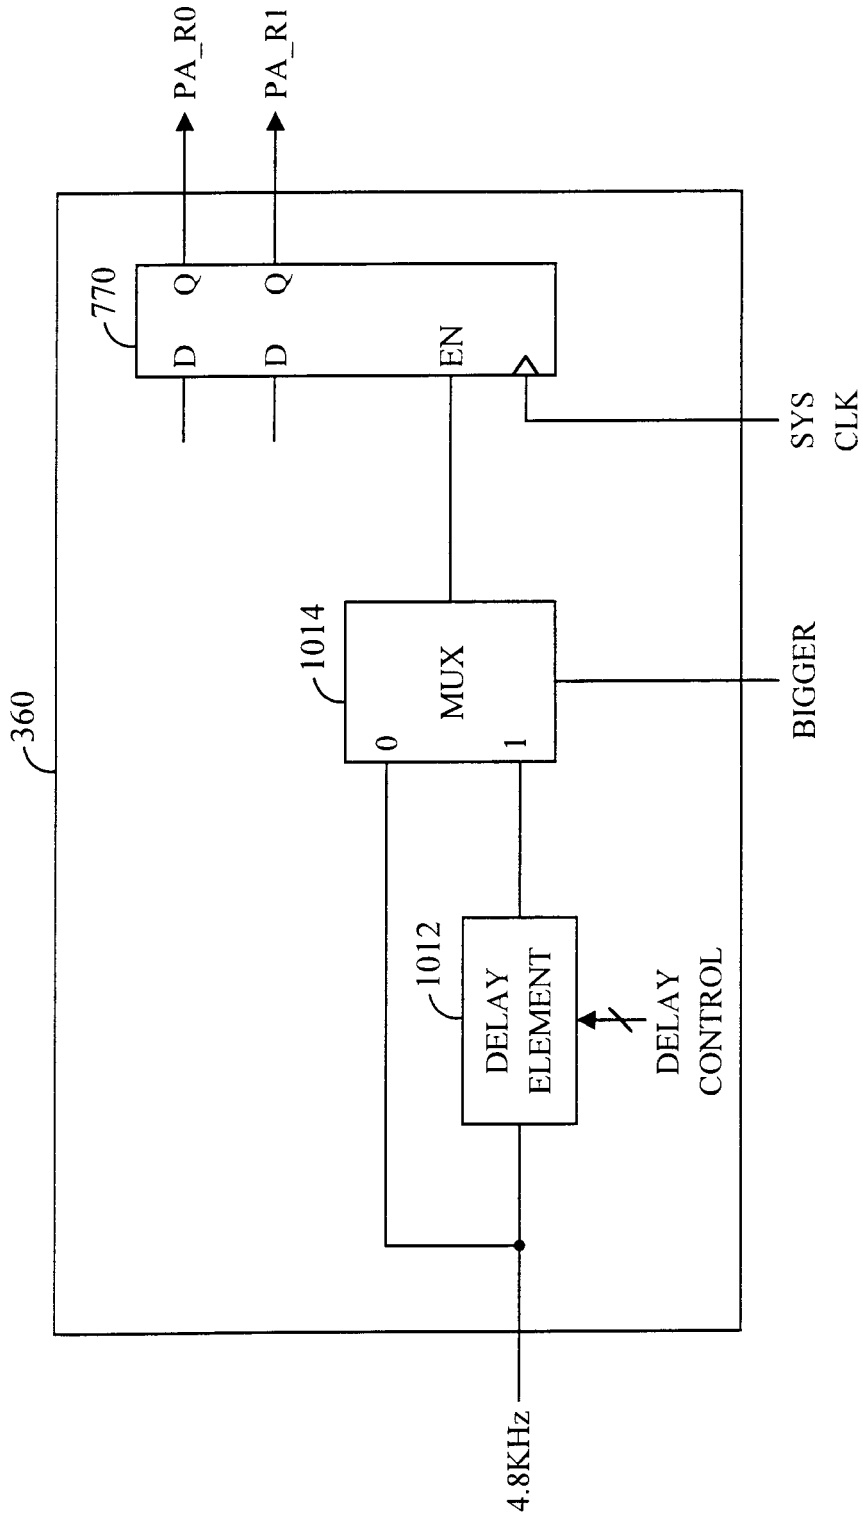 360
770
D Q
PA_R0
D Q
PA_R1
EN
1014
0
MUX
1
1012
DELAY
ELEMENT
DELAY
CONTROL
4.8KHz
BIGGER
SYS
CLK